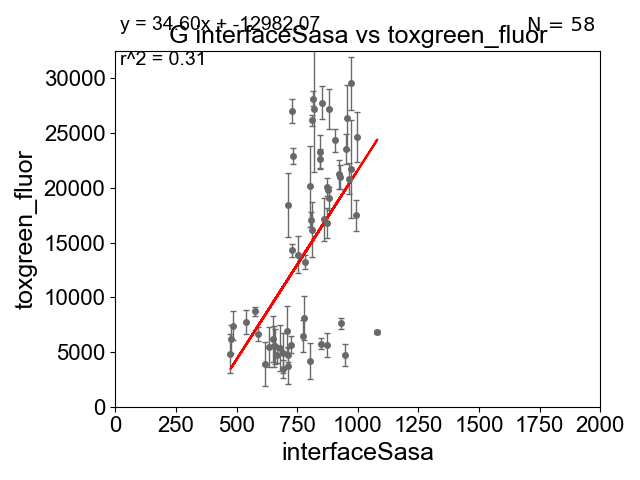 y = 34.60x + -12982.07
N = 58
G interfaceSasa vs toxgreen_fluor
r^2 = 0.31
30000
25000
20000
15000
10000
5000
0
toxgreen_fluor
0 250 500 750 1000 1250 1500 1750 2000
interfaceSasa